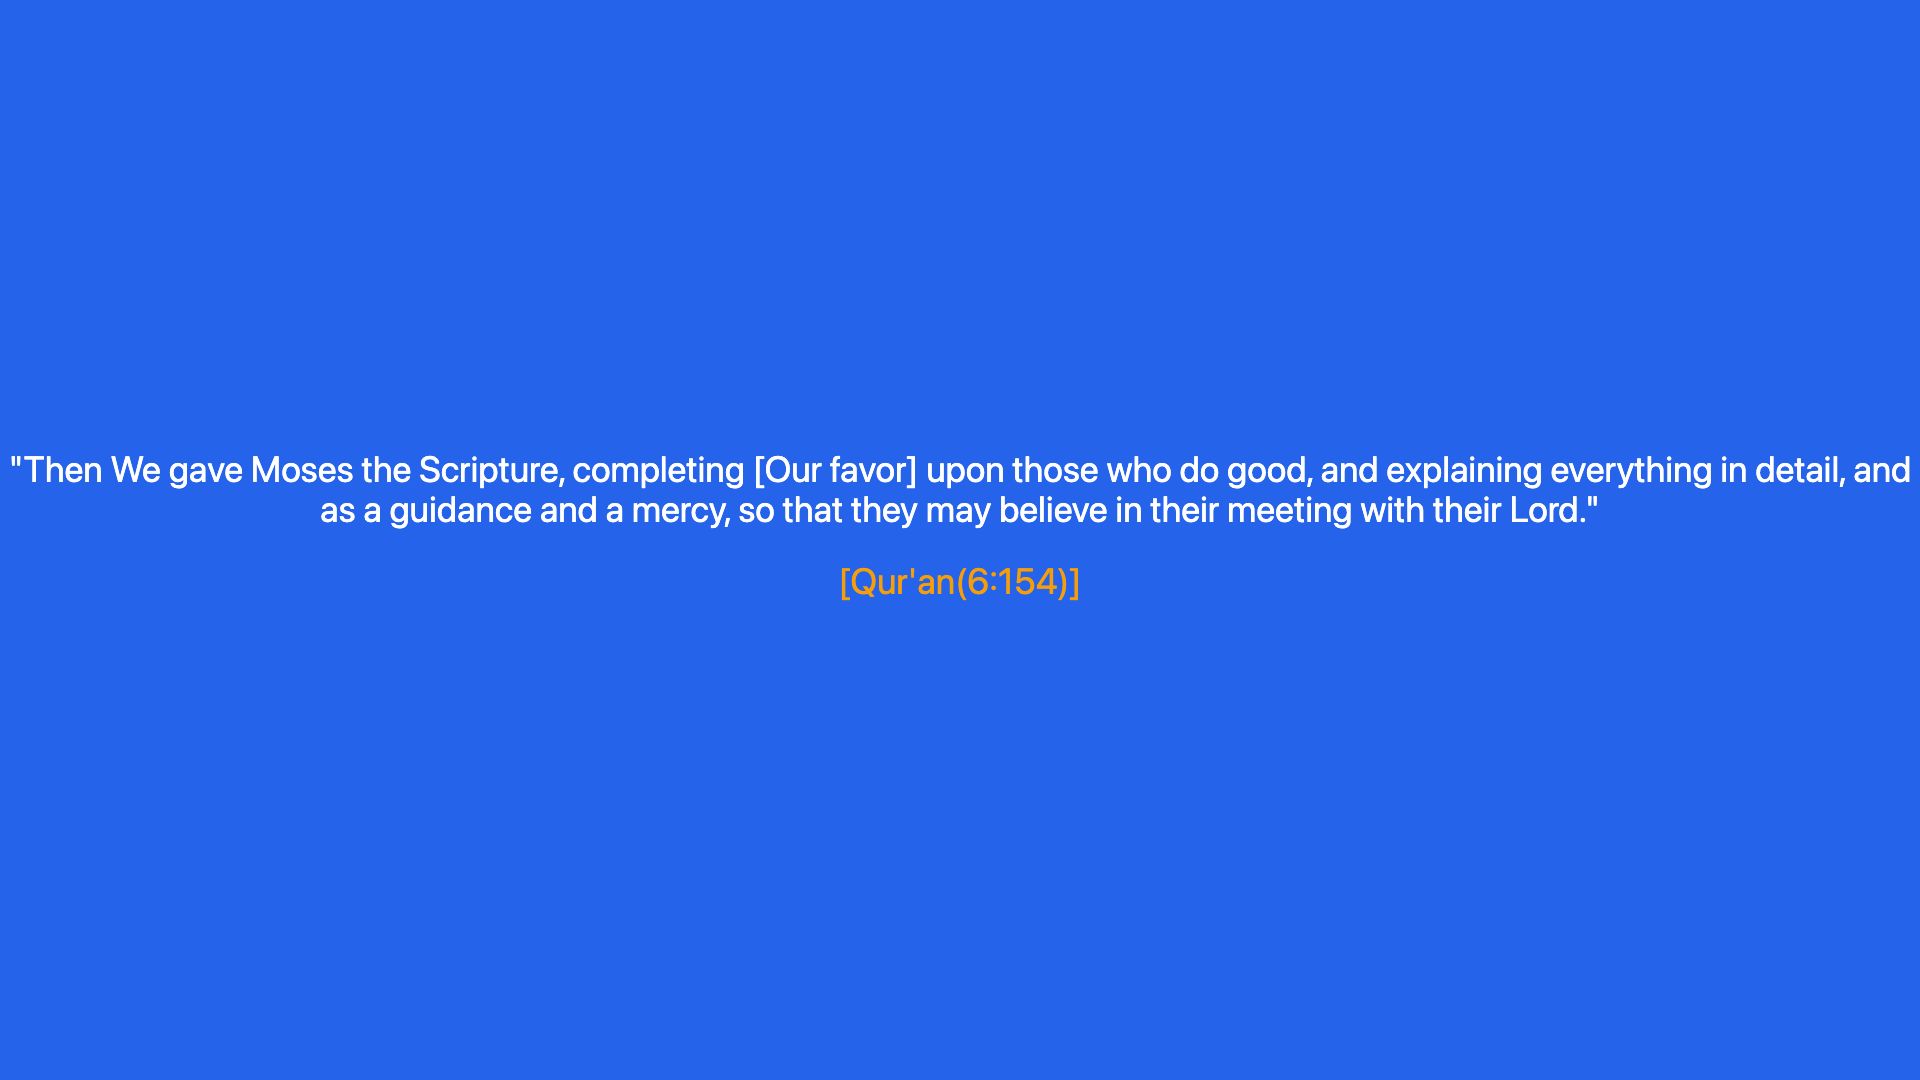 "Then We gave Moses the Scripture, completing [Our favor] upon those who do good, and explaining everything in detail, and
as a guidance and a mercy, so that they may believe in their meeting with their Lord."
[Qur'an(6:154)]